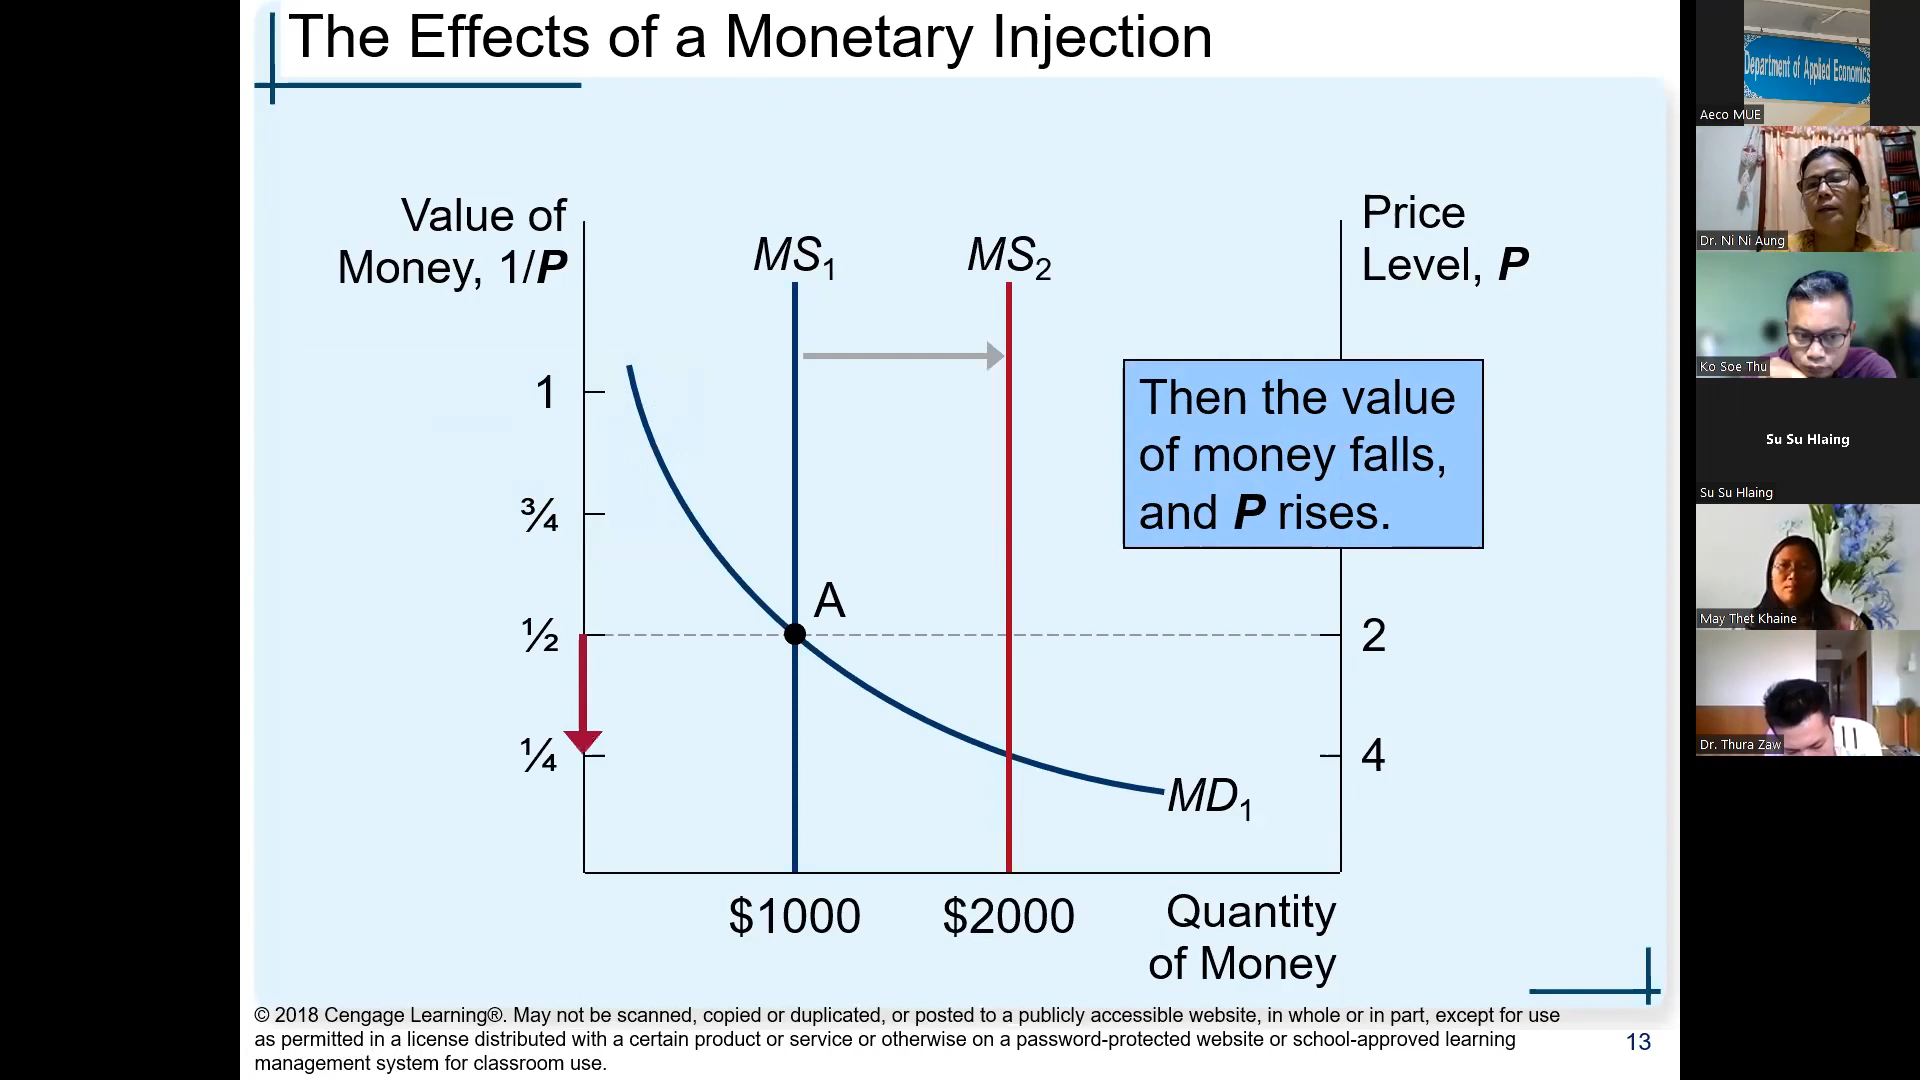 The Effects of a Monetary Injection
Value of
Money, 1/P
MS1
MS2
Price
Level, P
1
¾
½
¼
Then the value
of money falls,
and P rises.
A
2
4
MD1
$1000
$2000
Quantity
of Money
© 2018 Cengage Learning®. May not be scanned, copied or duplicated, or posted to a publicly accessible website, in whole or in part, except for use
as permitted in a license distributed with a certain product or service or otherwise on a password-protected website or school-approved learning
management system for classroom use.
13
Department of Applied Economics
Aeco MUE
Dr. Ni Ni Aung
Ko Soe Thu
Su Su Hlaing
Su Su Hlaing
May Thet Khaine
Dr. Thura Zaw